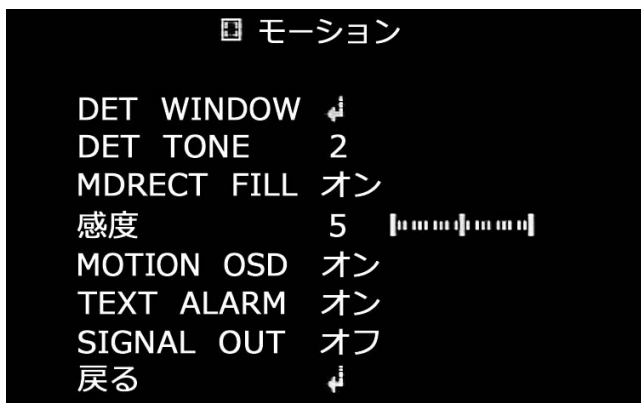 モーション
DET WINDOW ↲
DET TONE 2
MDRECT FILL オン
感度 5
MOTION OSD オン
TEXT ALARM オン
SIGNAL OUT オフ
戻る ↲